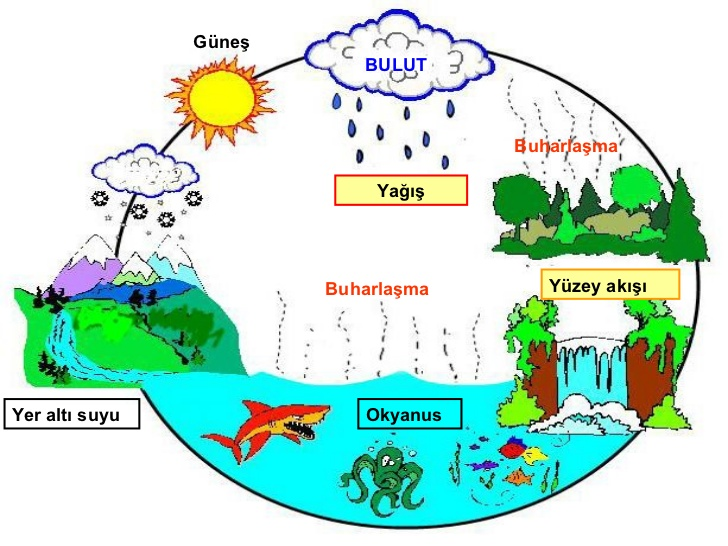 Güneş
BULUT
Buharlaşma
Yağış
Buharlaşma
Yüzey akışı
Yer altı suyu
Okyanus